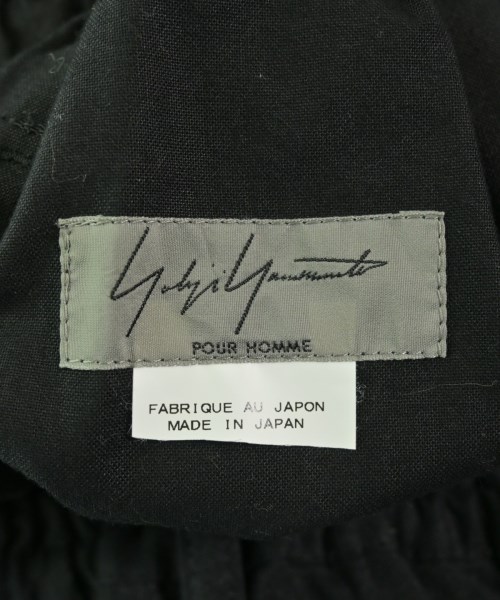 Yohji Yamamoto
POUR HOMME
FABRIQUE AU JAPON
MADE IN JAPAN